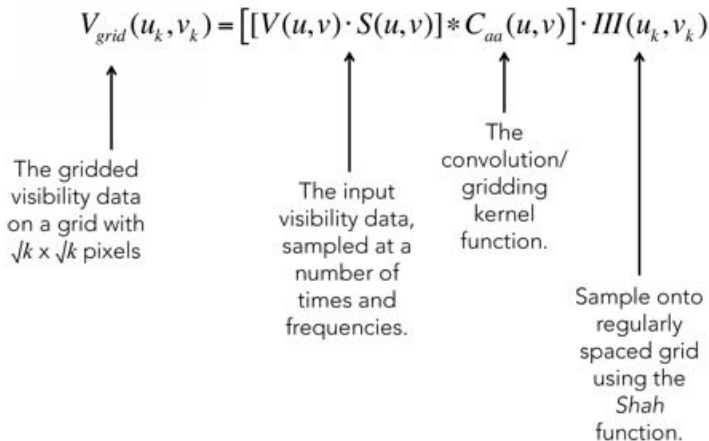 V_grid(u_k,v_k) = [[V(u,v)·S(u,v)]*C_aa(u,v)]·III(u_k,v_k)
The gridded
visibility data
on a grid with
√k x √k pixels
The input
visibility data,
sampled at a
number of
times and
frequencies.
The
convolution/
gridding
kernel
function.
Sample onto
regularly
spaced grid
using the
Shah
function.